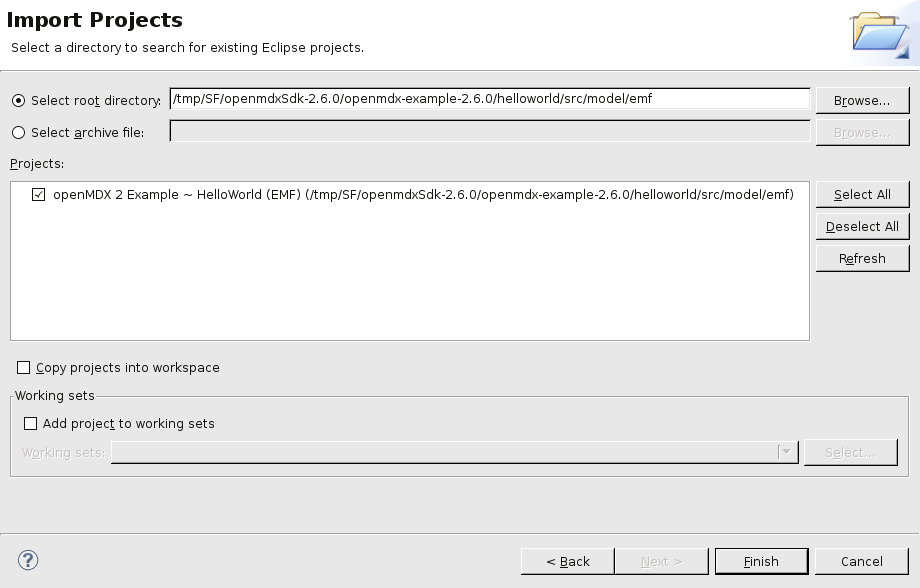 Import Projects
Select a directory to search for existing Eclipse projects.
Select root directory: /tmp/SF/openmdxSdk-2.6.0/openmdx-example-2.6.0/helloworld/src/model/emf Browse...
Select archive file: Browse...
Projects:
openMDX 2 Example ~ HelloWorld (EMF) (/tmp/SF/openmdxSdk-2.6.0/openmdx-example-2.6.0/helloworld/src/model/emf) Select All
Deselect All
Refresh
Copy projects into workspace
Working sets
Add project to working sets
Working sets: Select...
? < Back Next > Finish Cancel